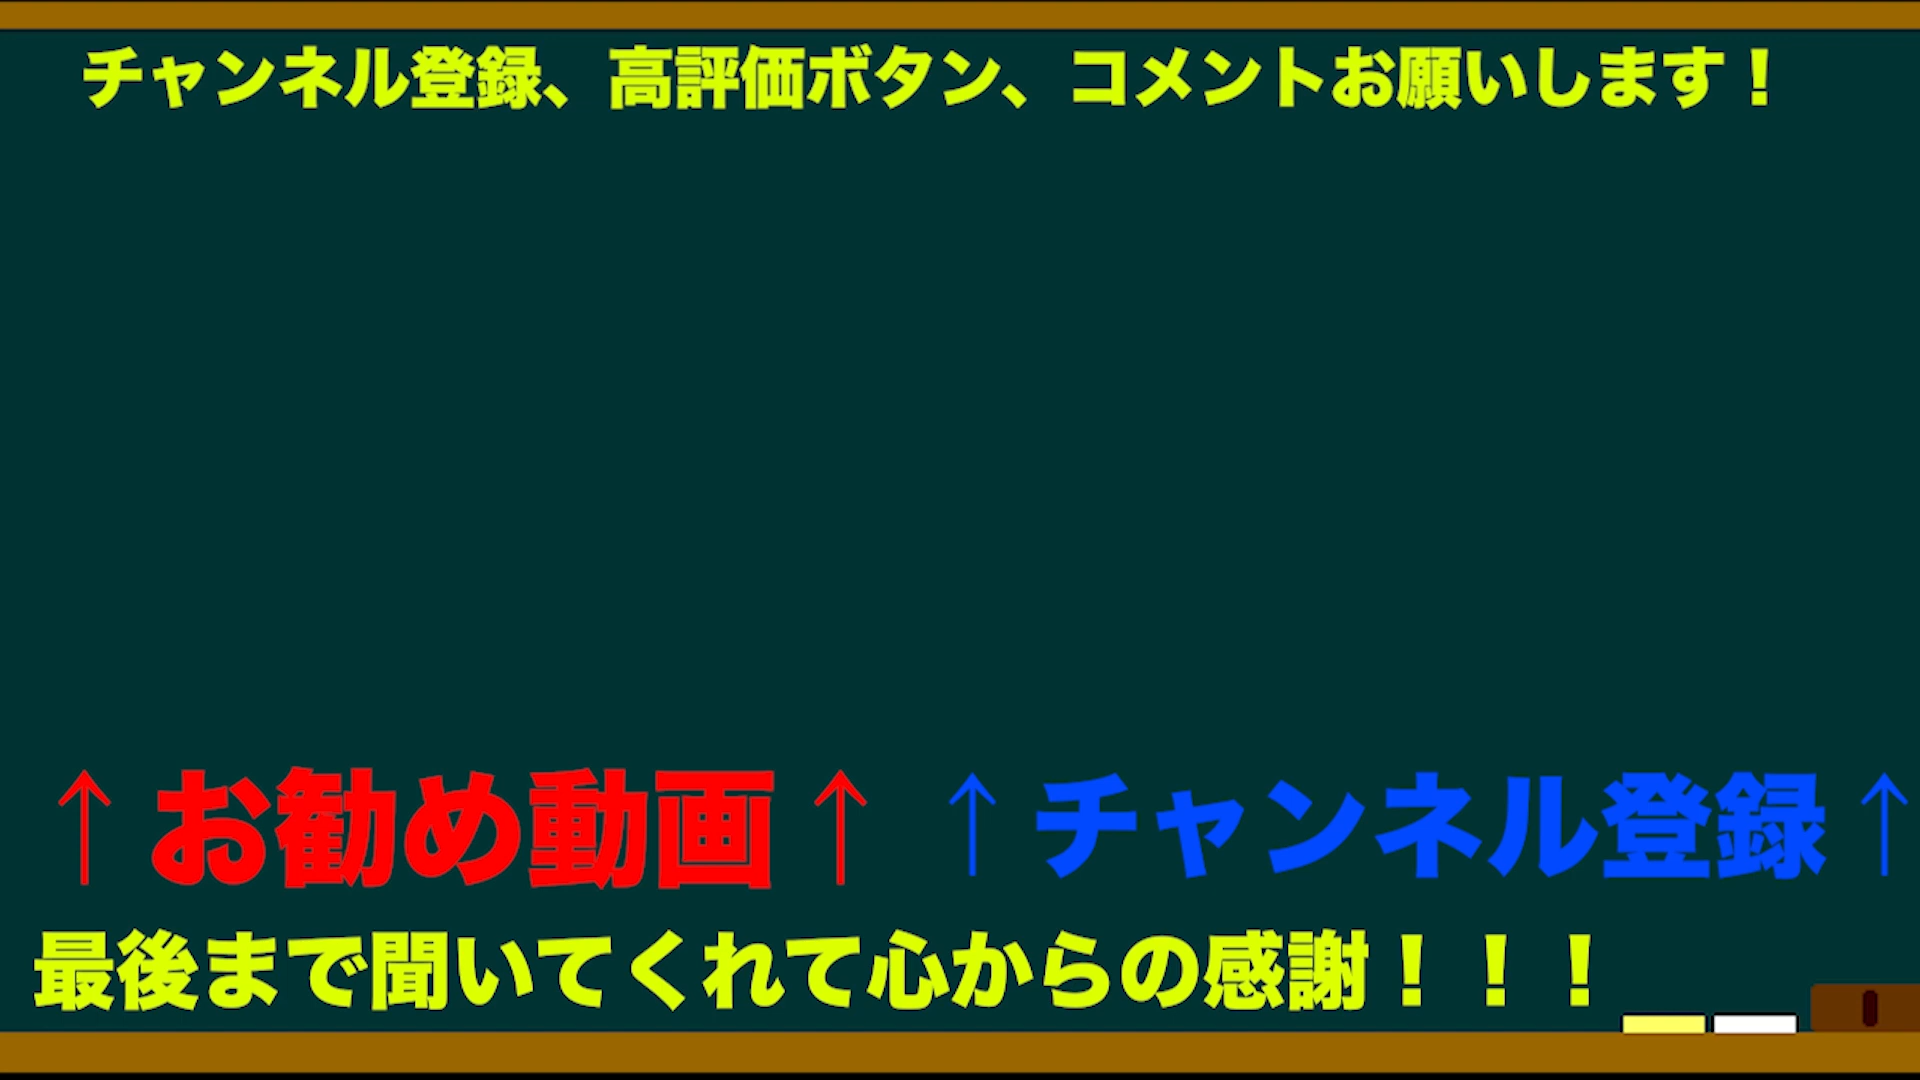 チャンネル登録、高評価ボタン、コメントお願いします！
↑お勧め動画↑ ↑チャンネル登録↑
最後まで聞いてくれて心からの感謝！！！